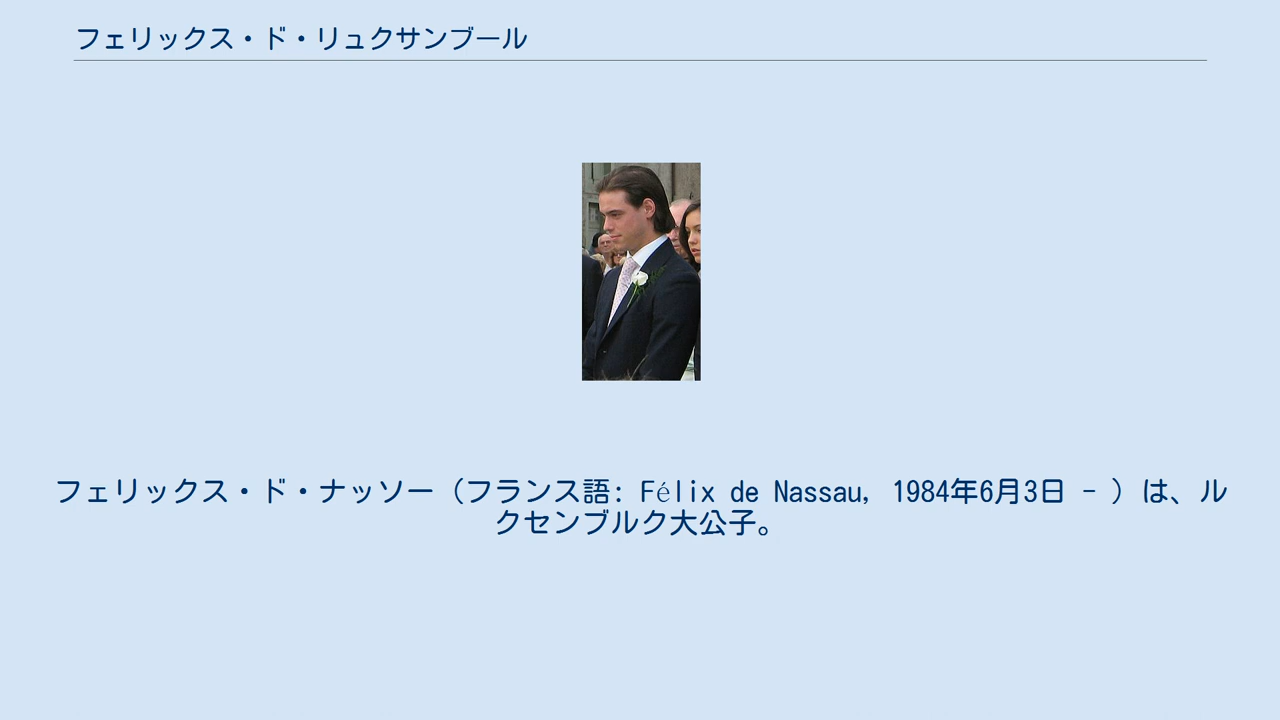 フェリックス・ド・リュクサンブール
フェリックス・ド・ナッソー（フランス語: Félix de Nassau, 1984年6月3日 - ）は、ル
クセンブルク大公子。